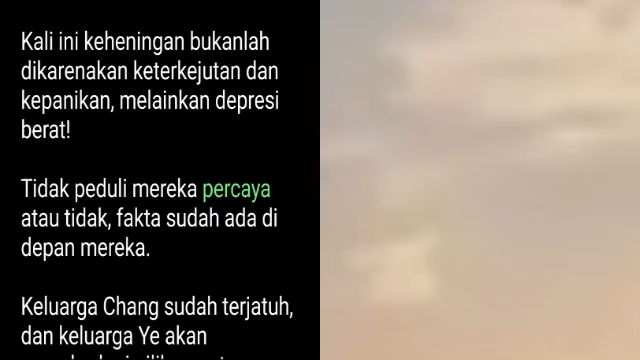 Kali ini keheningan bukanlah
dikarenakan keterkejutan dan
kepanikan, melainkan depresi
berat!
Tidak peduli mereka percaya
atau tidak, fakta sudah ada di
depan mereka.
Keluarga Chang sudah terjatuh,
dan keluarga Ye akan